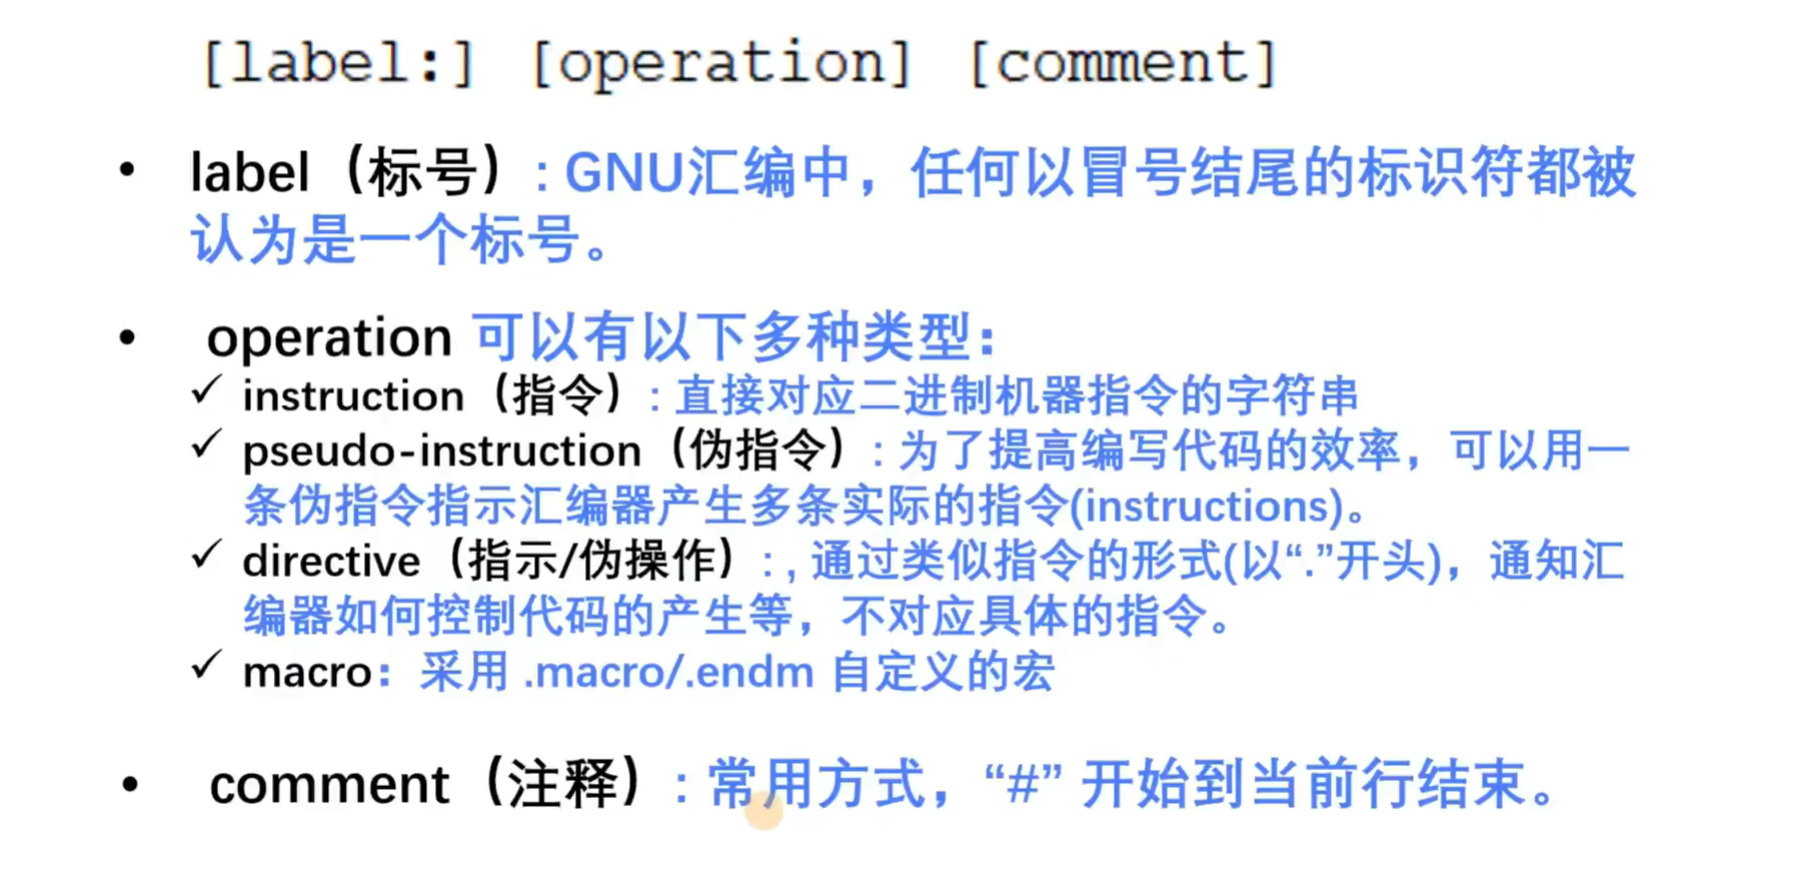 [label:] [operation] [comment]
• label（标号）: GNU汇编中，任何以冒号结尾的标识符都被
认为是一个标号。
• operation 可以有以下多种类型：
✓ instruction（指令）: 直接对应二进制机器指令的字符串
✓ pseudo-instruction（伪指令）: 为了提高编写代码的效率，可以用一
条伪指令指示汇编器产生多条实际的指令(instructions)。
✓ directive（指示/伪操作）: , 通过类似指令的形式(以“.”开头)，通知汇
编器如何控制代码的产生等，不对应具体的指令。
✓ macro：采用 .macro/.endm 自定义的宏
• comment（注释）: 常用方式，“#” 开始到当前行结束。